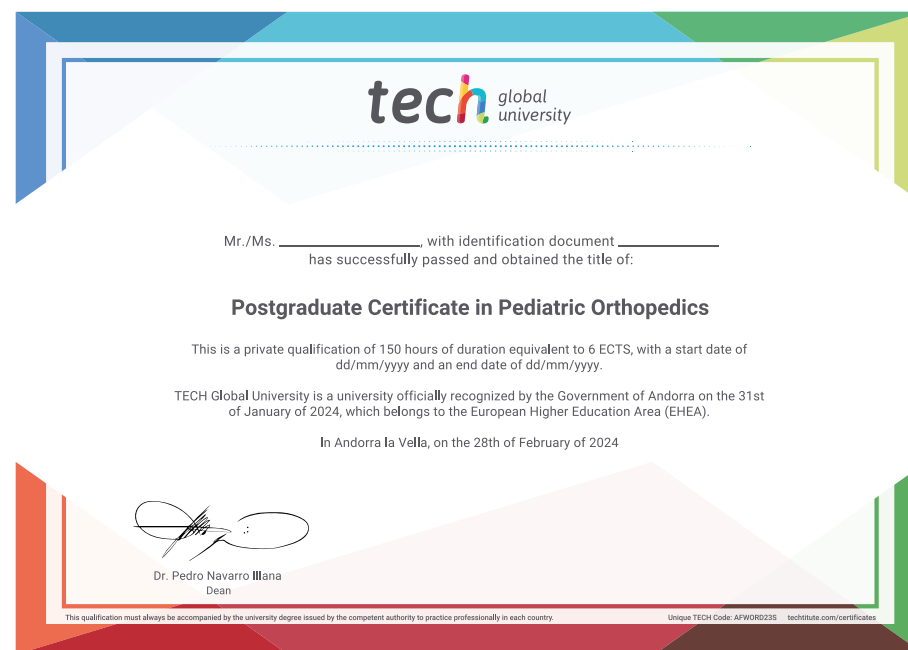 tech global university
Mr./Ms. ____________, with identification document ____________
has successfully passed and obtained the title of:
Postgraduate Certificate in Pediatric Orthopedics
This is a private qualification of 150 hours of duration equivalent to 6 ECTS, with a start date of
dd/mm/yyyy and an end date of dd/mm/yyyy.
TECH Global University is a university officially recognized by the Government of Andorra on the 31st
of January of 2024, which belongs to the European Higher Education Area (EHEA).
In Andorra la Vella, on the 28th of February of 2024
Dr. Pedro Navarro Illana
Dean
This qualification must always be accompanied by the university degree issued by the competent authority to practice professionally in each country.
Unique TECH Code: AFWORD23S techtitute.com/certificates